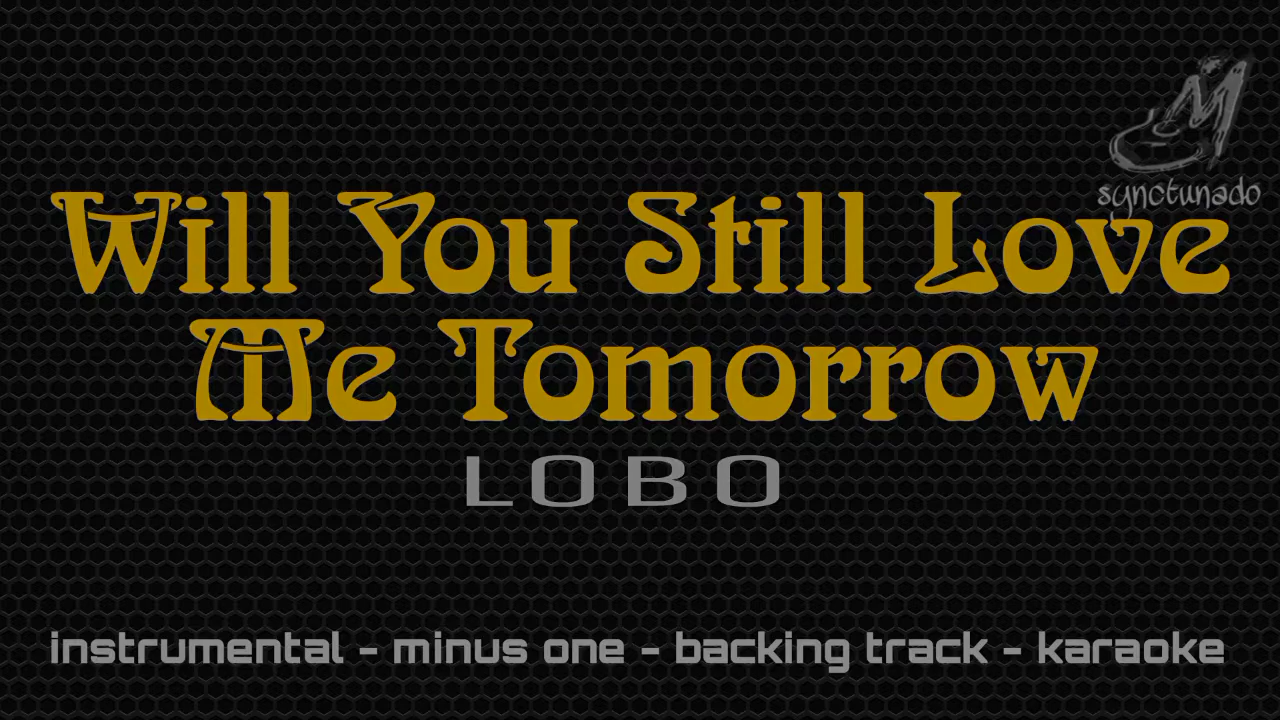 synctunado
Will You Still Love
Me Tomorrow
LOBO
instrumental - minus one - backing track - karaoke